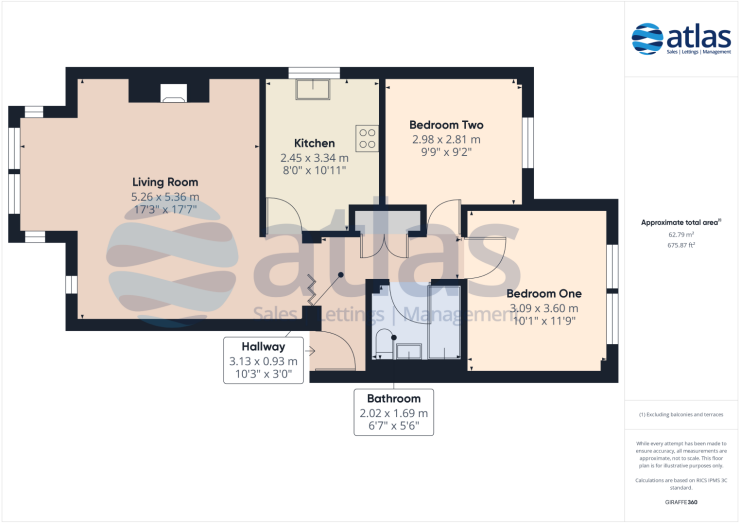 Living Room
5.26 x 5.36 m
17'3" x 17'7"
Kitchen
2.45 x 3.34 m
8'0" x 10'11"
Bedroom Two
2.98 x 2.81 m
9'9" x 9'2"
Bedroom One
3.09 x 3.60 m
10'1" x 11'9"
Hallway
3.13 x 0.93 m
10'3" x 3'0"
Bathroom
2.02 x 1.69 m
6'7" x 5'6"
atlas
Sales | Lettings | Management
atlas
Sales | Lettings | Management
Approximate total area⁽¹⁾
62.79 m²
675.87 ft²
(1) Excluding balconies and terraces
While every attempt has been made to
ensure accuracy, all measurements are
approximate, not to scale. This floor
plan is for illustrative purposes only.
Calculations are based on RICS IPMS 3C
standard.
GIRAFFE360